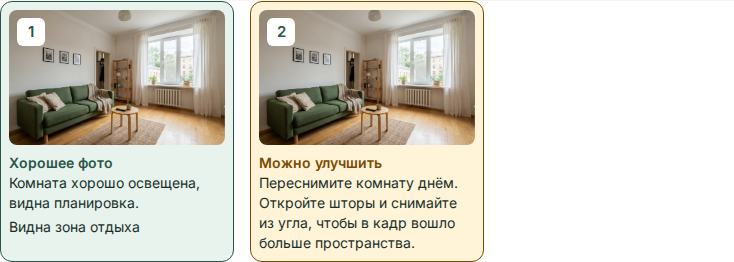 1
Хорошее фото
Комната хорошо освещена,
видна планировка.
Видна зона отдыха
2
Можно улучшить
Переснимите комнату днём.
Откройте шторы и снимайте
из угла, чтобы в кадр вошло
больше пространства.